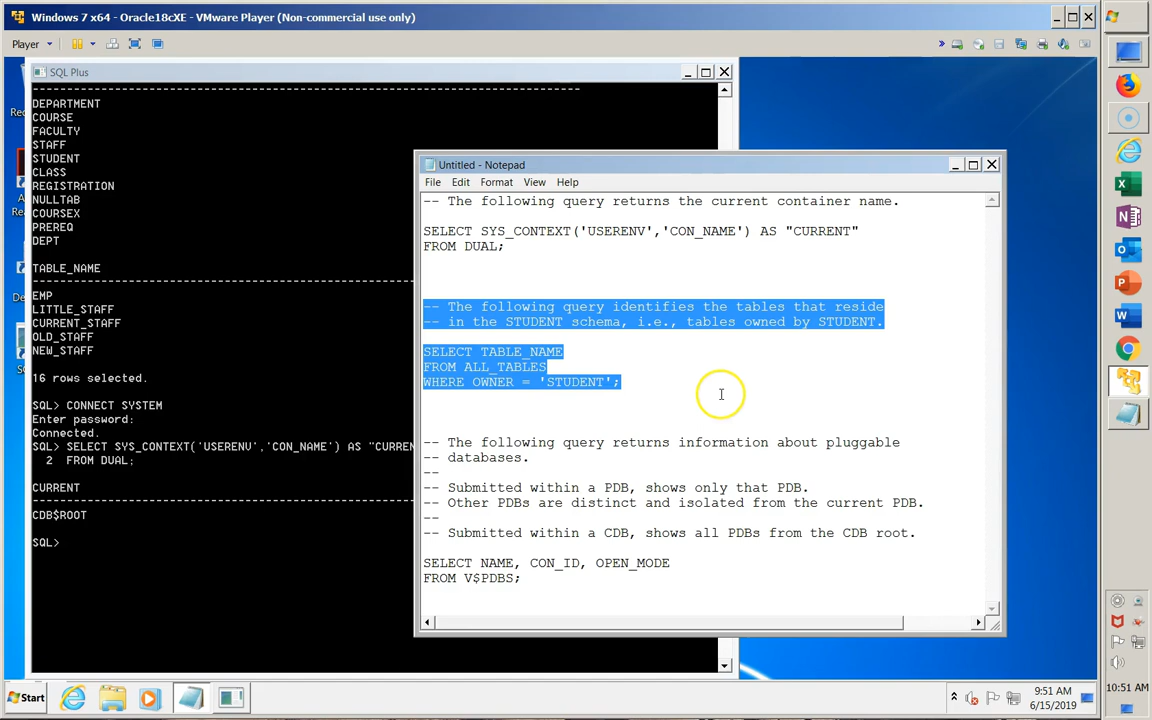 Windows 7 x64 - Oracle18cXE - VMware Player (Non-commercial use only)
Player
SQL Plus
DEPARTMENT
COURSE
FACULTY
STAFF
STUDENT
CLASS
REGISTRATION
NULLTAB
COURSEX
PREREQ
DEPT
TABLE_NAME
EMP
LITTLE_STAFF
CURRENT_STAFF
OLD_STAFF
NEW_STAFF
16 rows selected.
SQL> CONNECT SYSTEM
Enter password:
Connected.
SQL> SELECT SYS_CONTEXT('USERENV','CON_NAME') AS "CURRENT
2 FROM DUAL;
CURRENT
CDB$ROOT
SQL>
Untitled - Notepad
File Edit Format View Help
-- The following query returns the current container name.
SELECT SYS_CONTEXT('USERENV','CON_NAME') AS "CURRENT"
FROM DUAL;
-- The following query identifies the tables that reside
-- in the STUDENT schema, i.e., tables owned by STUDENT.
SELECT TABLE_NAME
FROM ALL_TABLES
WHERE OWNER = 'STUDENT';
-- The following query returns information about pluggable
-- databases.
--
-- Submitted within a PDB, shows only that PDB.
-- Other PDBs are distinct and isolated from the current PDB.
--
-- Submitted within a CDB, shows all PDBs from the CDB root.
SELECT NAME, CON_ID, OPEN_MODE
FROM V$PDBS;
Start
9:51 AM
6/15/2019
10:51 AM